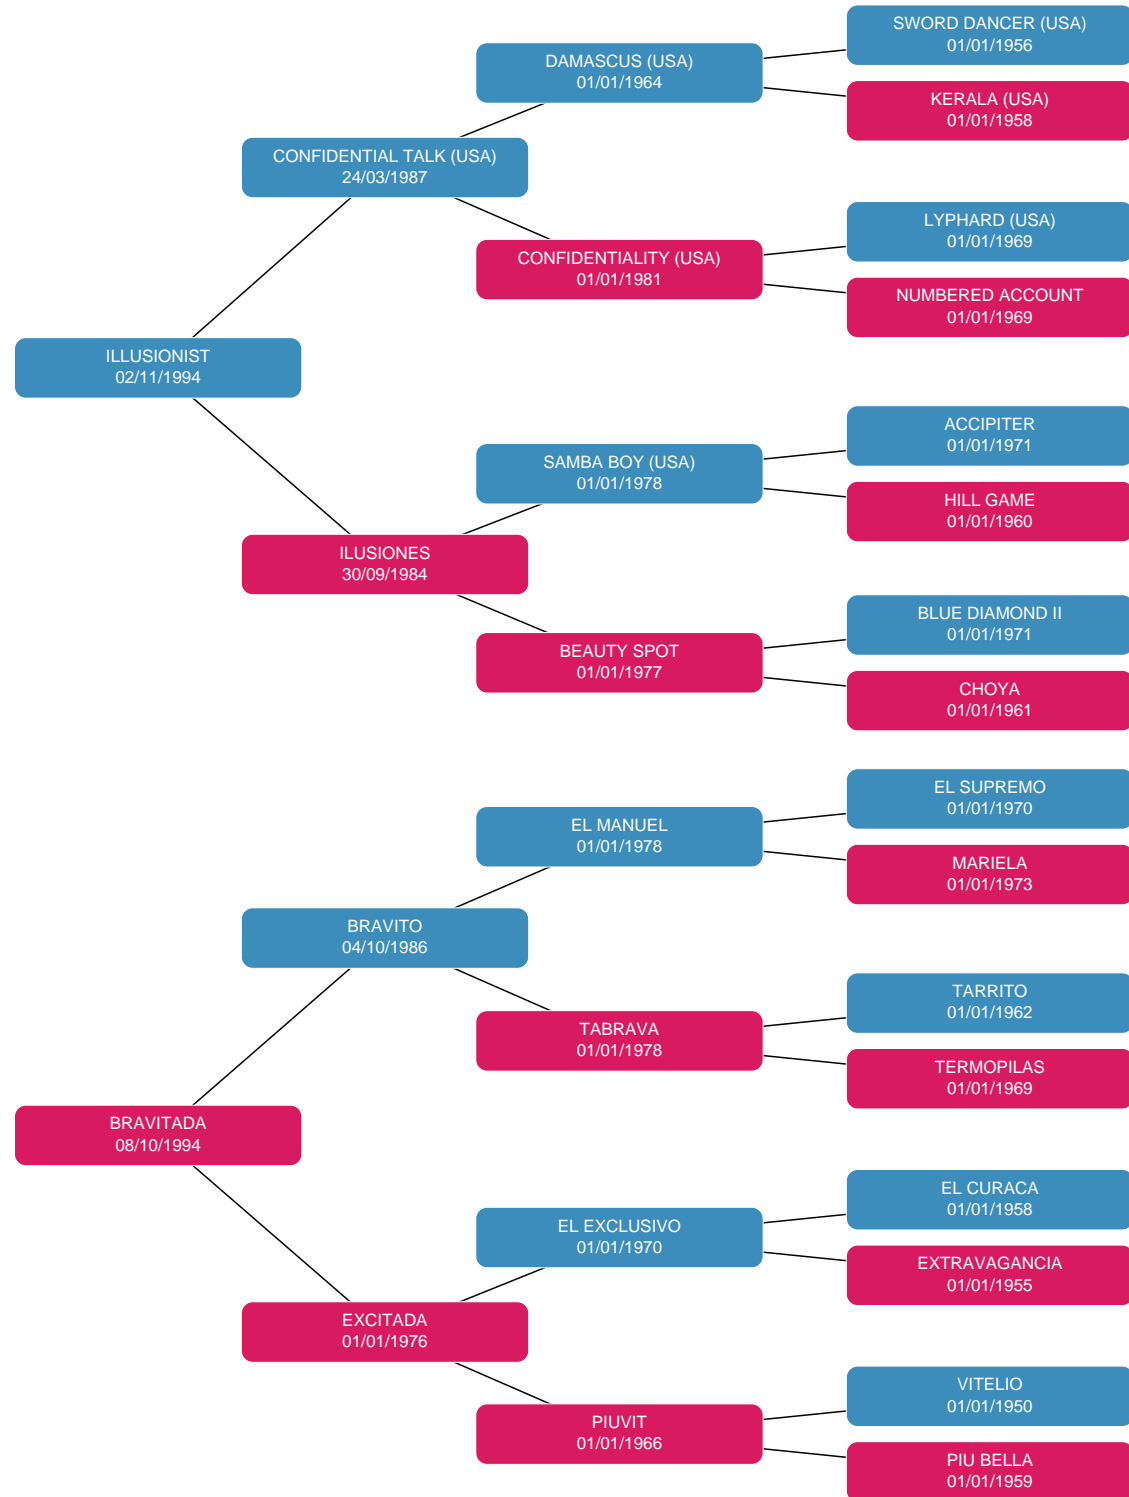 SWORD DANCER (USA)
01/01/1956
DAMASCUS (USA)
01/01/1964
KERALA (USA)
01/01/1958
CONFIDENTIAL TALK (USA)
24/03/1987
LYPHARD (USA)
01/01/1969
CONFIDENTIALITY (USA)
01/01/1981
NUMBERED ACCOUNT
01/01/1969
ILLUSIONIST
02/11/1994
ACCIPITER
01/01/1971
SAMBA BOY (USA)
01/01/1978
HILL GAME
01/01/1960
ILUSIONES
30/09/1984
BLUE DIAMOND II
01/01/1971
BEAUTY SPOT
01/01/1977
CHOYA
01/01/1961
EL SUPREMO
01/01/1970
EL MANUEL
01/01/1978
MARIELA
01/01/1973
BRAVITO
04/10/1986
TARRITO
01/01/1962
TABRAVA
01/01/1978
TERMOPILAS
01/01/1969
BRAVITADA
08/10/1994
EL CURACA
01/01/1958
EL EXCLUSIVO
01/01/1970
EXTRAVAGANCIA
01/01/1955
EXCITADA
01/01/1976
VITELIO
01/01/1950
PIUVIT
01/01/1966
PIU BELLA
01/01/1959